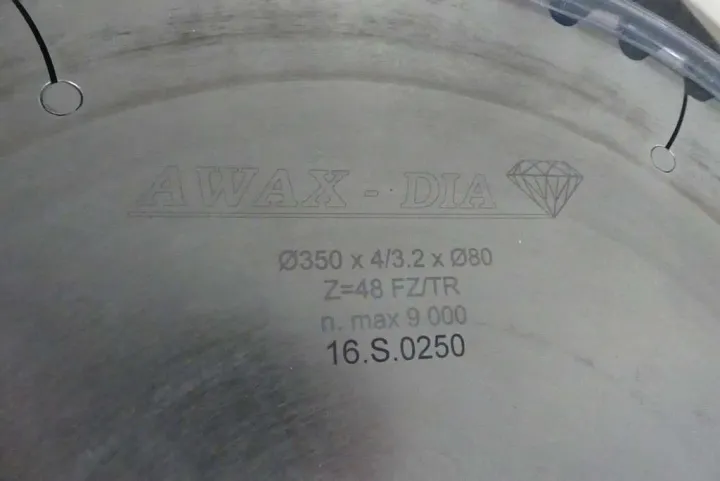 AWAX - DIA
Ø350 x 4/3.2 x Ø80
Z=48 FZ/TR
n. max 9 000
16.S.0250